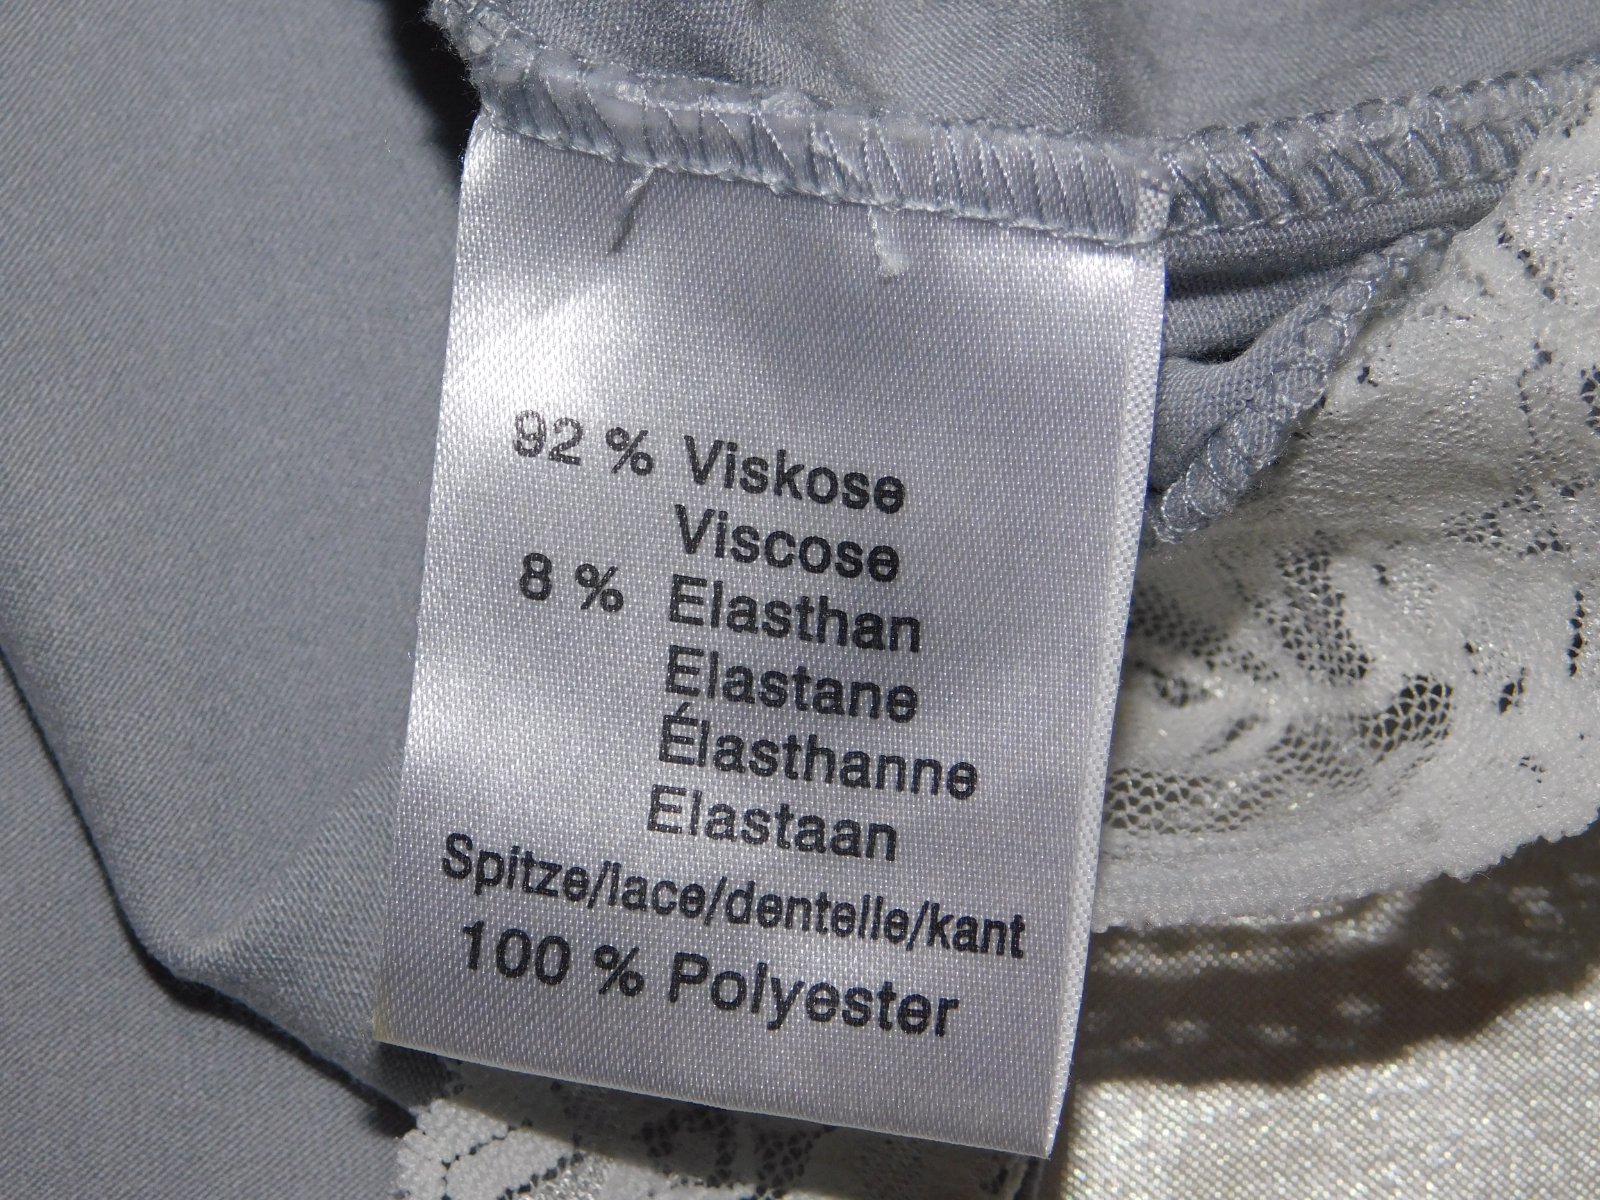 92 % Viskose
Viscose
8 % Elasthan
Elastane
Élasthanne
Elastaan
Spitze/lace/dentelle/kant
100 % Polyester